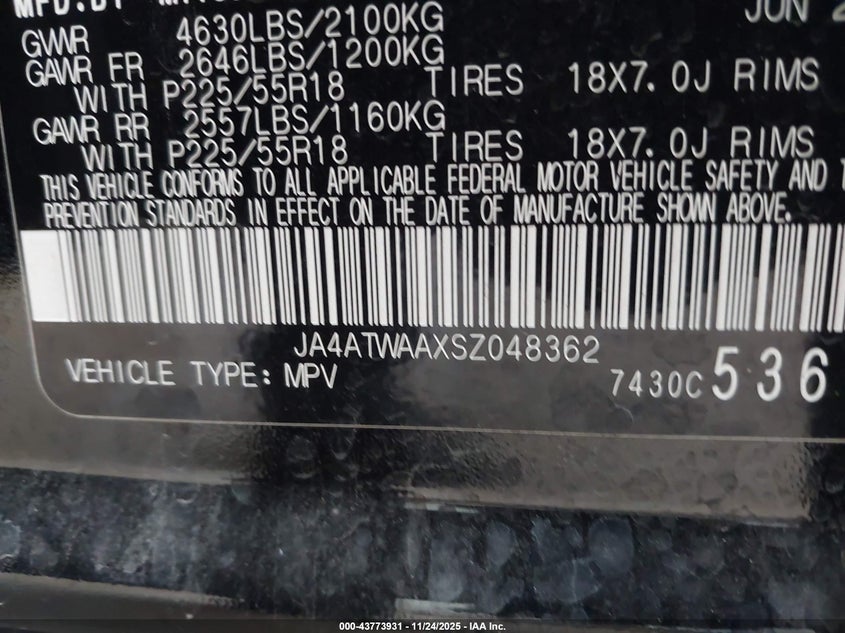 MFD.BY
JUN
GVWR 4630LBS/2100KG
GAWR FR 2646LBS/1200KG
WITH P225/55R18 TIRES 18X7.0J RIMS
GAWR RR 2557LBS/1160KG
WITH P225/55R18 TIRES 18X7.0J RIMS
THIS VEHICLE CONFORMS TO ALL APPLICABLE FEDERAL MOTOR VEHICLE SAFETY AND
PREVENTION STANDARDS IN EFFECT ON THE DATE OF MANUFACTURE SHOWN ABOVE.
JA4ATWAAXSZ048362
VEHICLE TYPE: MPV 7430C 536
000-43773931 - 11/24/2025 - IAA Inc.